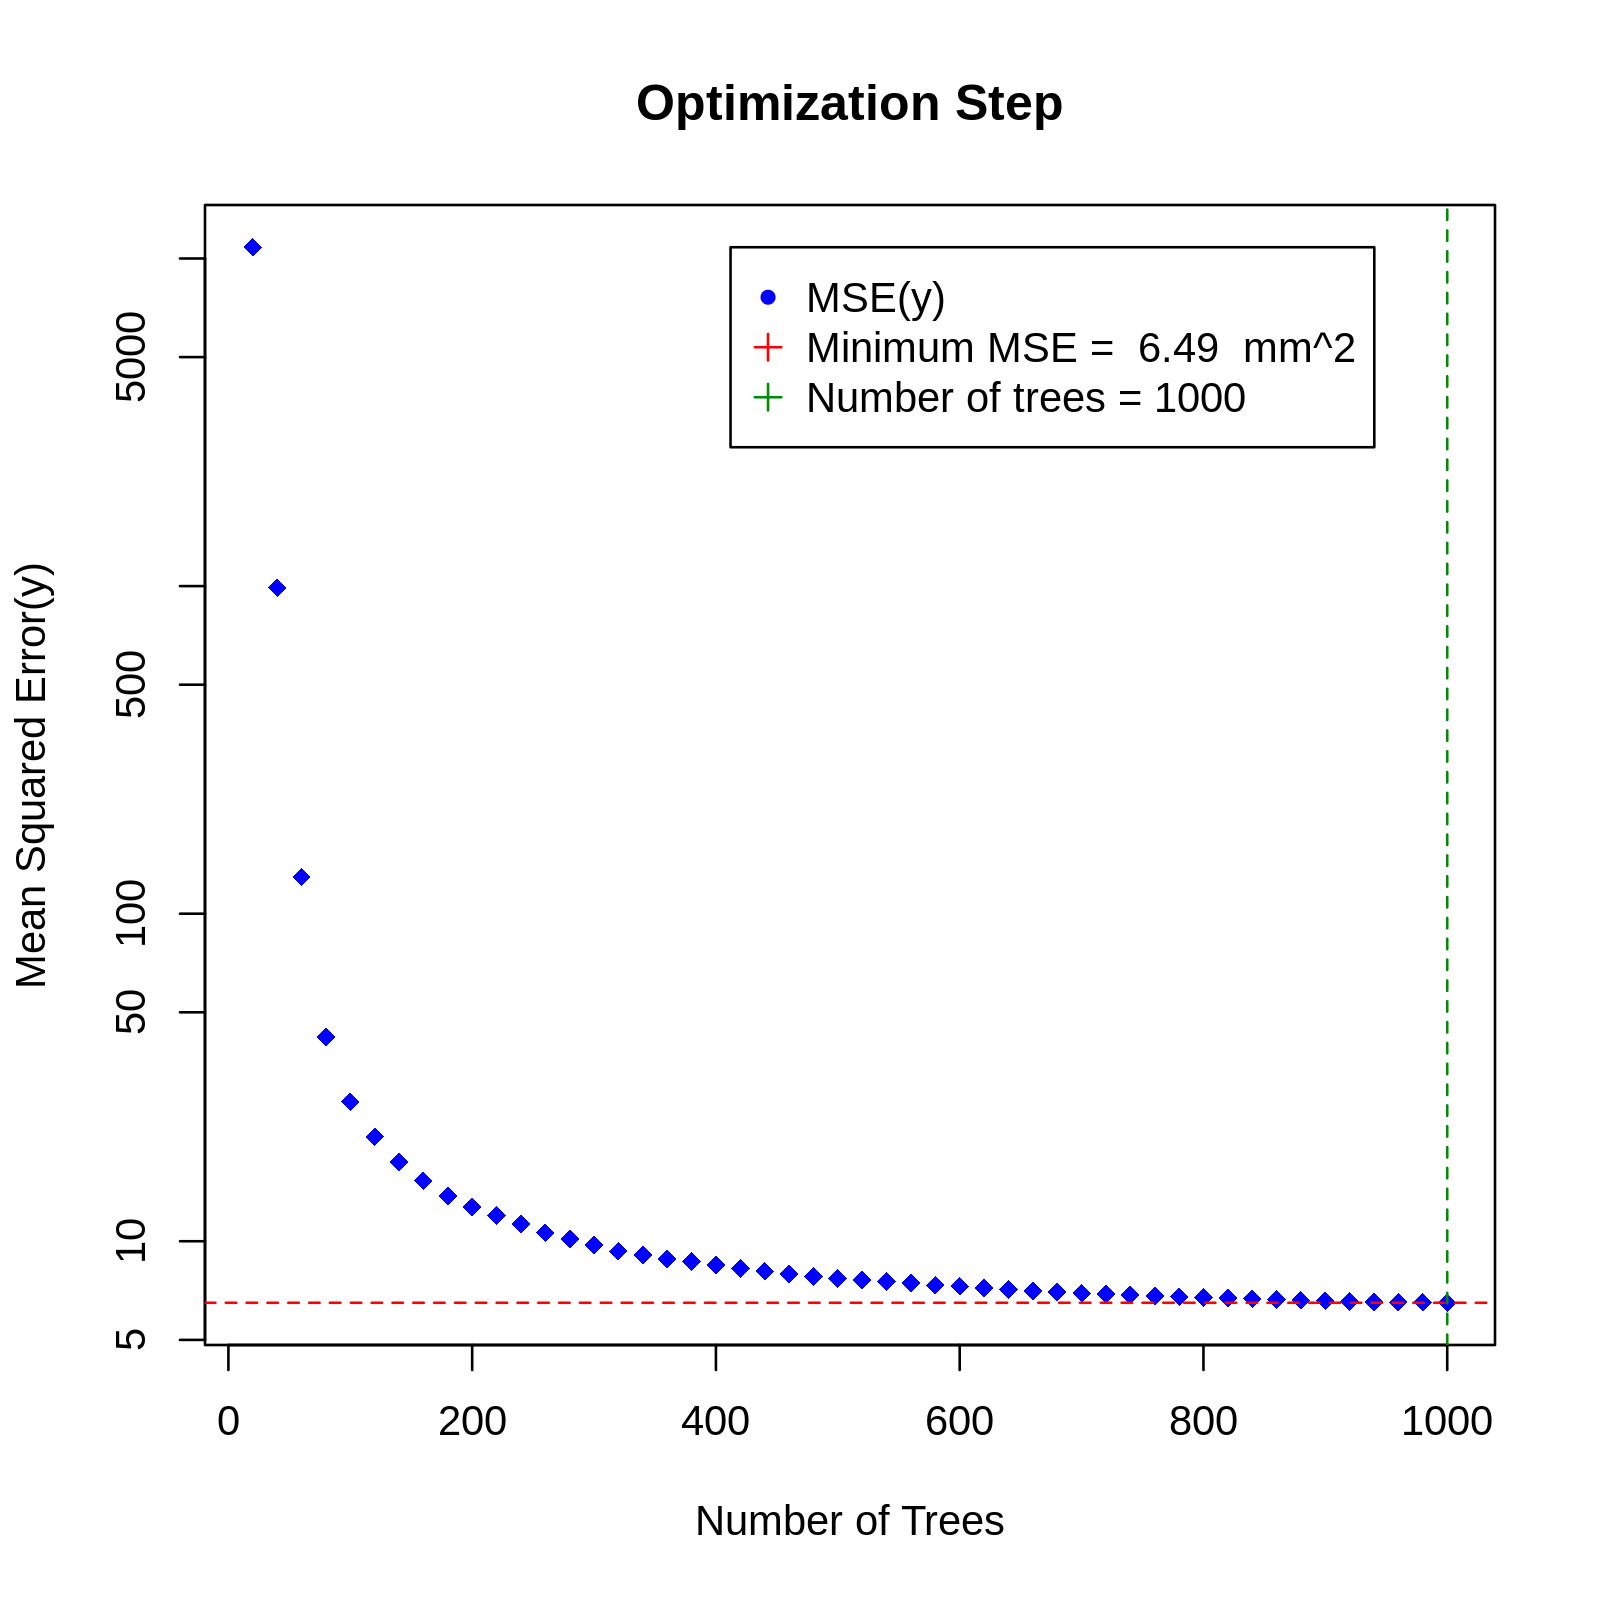 Optimization Step
MSE(y)
Minimum MSE =  6.49  mm^2
Number of trees = 1000
Mean Squared Error(y)
5000
500
100
50
10
5
0 200 400 600 800 1000
Number of Trees